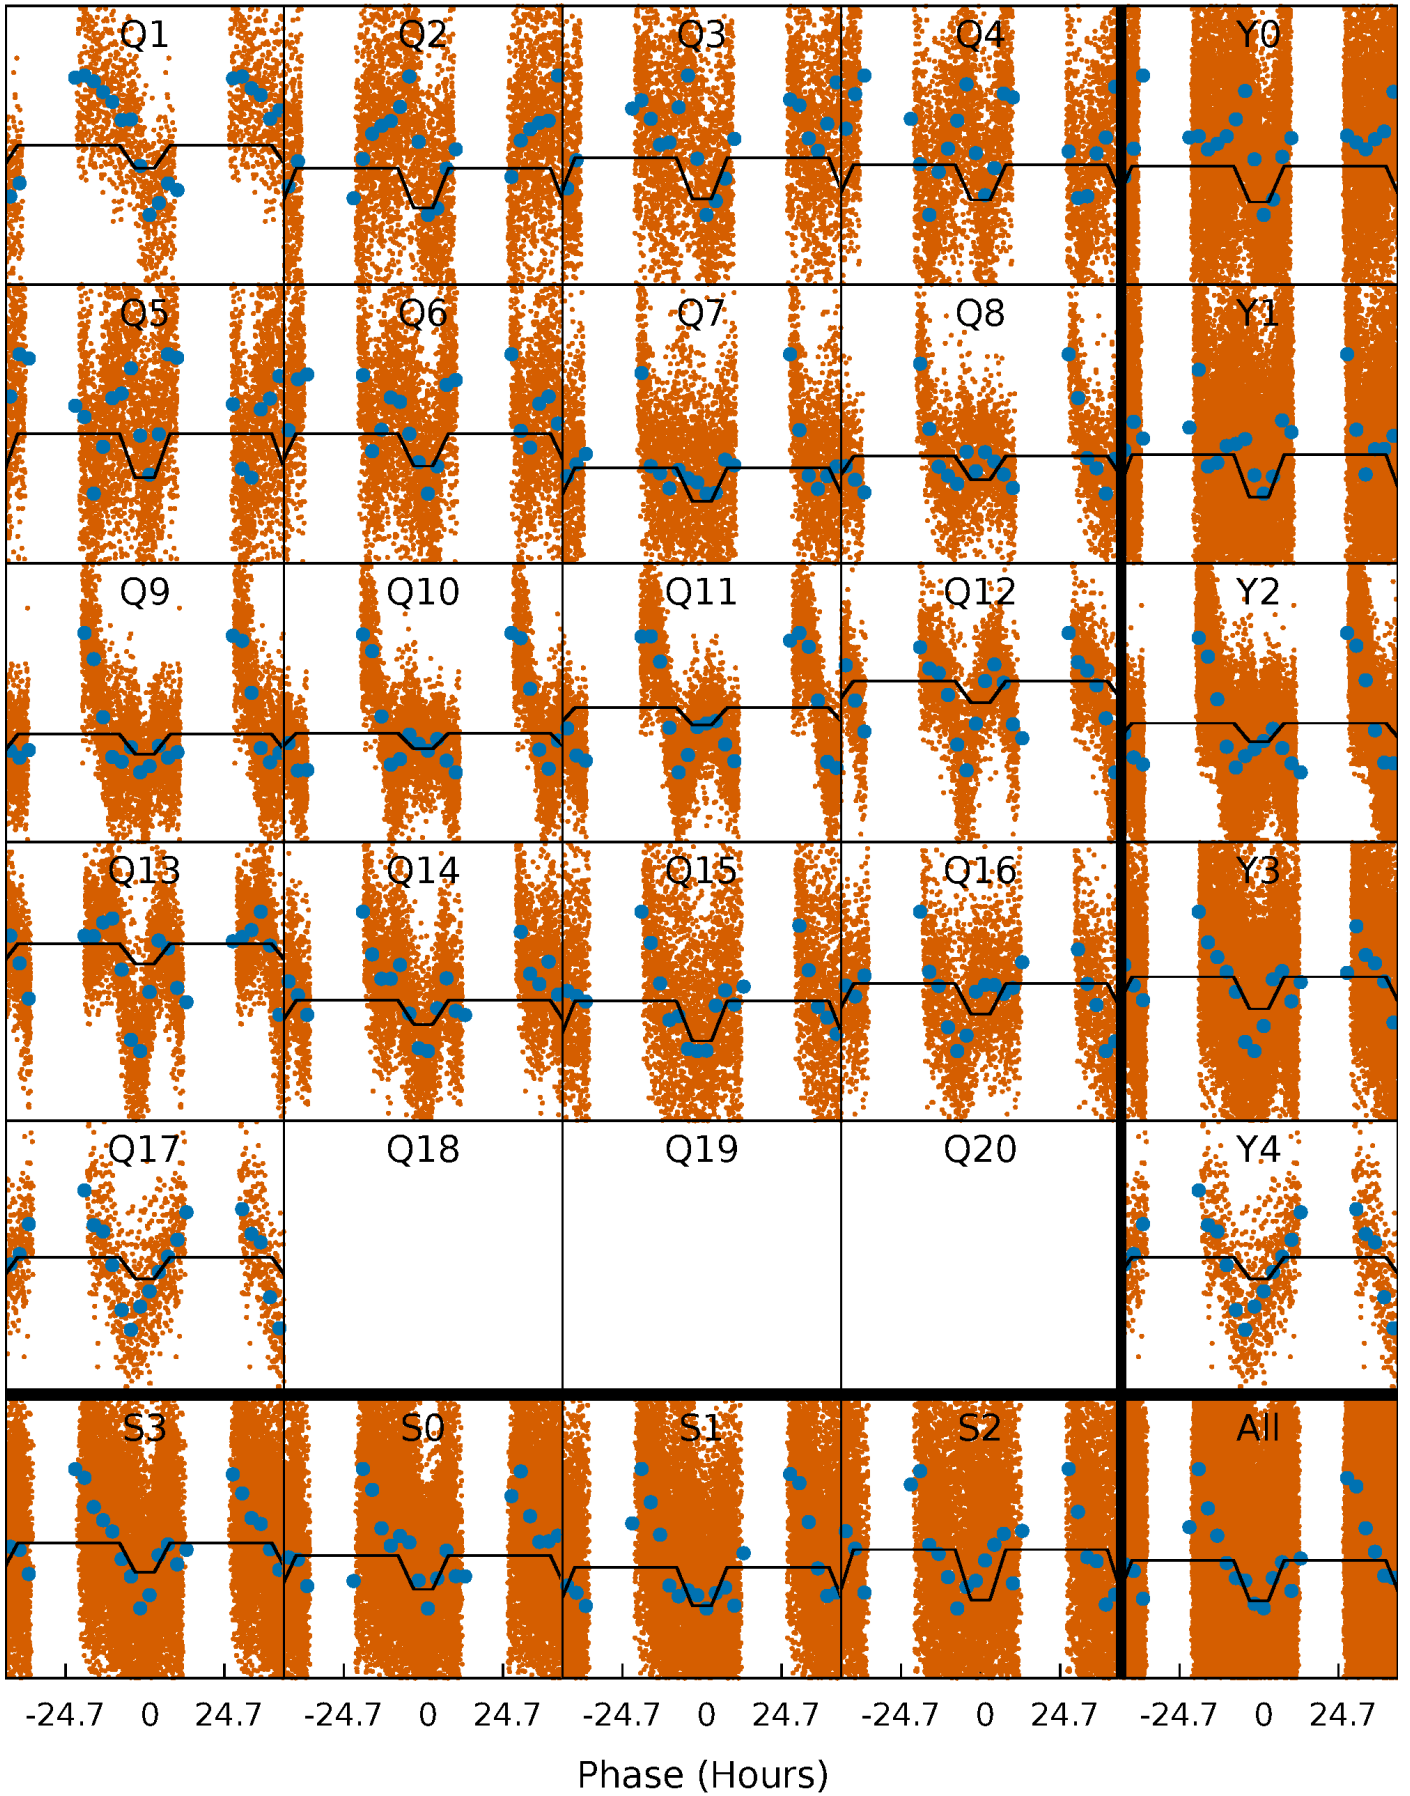 Q1 Q2 Q3 Q4 Y0
Q5 Q6 Q7 Q8 Y1
Q9 Q10 Q11 Q12 Y2
Q13 Q14 Q15 Q16 Y3
Q17 Q18 Q19 Q20 Y4
S3 S0 S1 S2 All
-24.7 0 24.7 -24.7 0 24.7 -24.7 0 24.7 -24.7 0 24.7 -24.7 0 24.7
Phase (Hours)